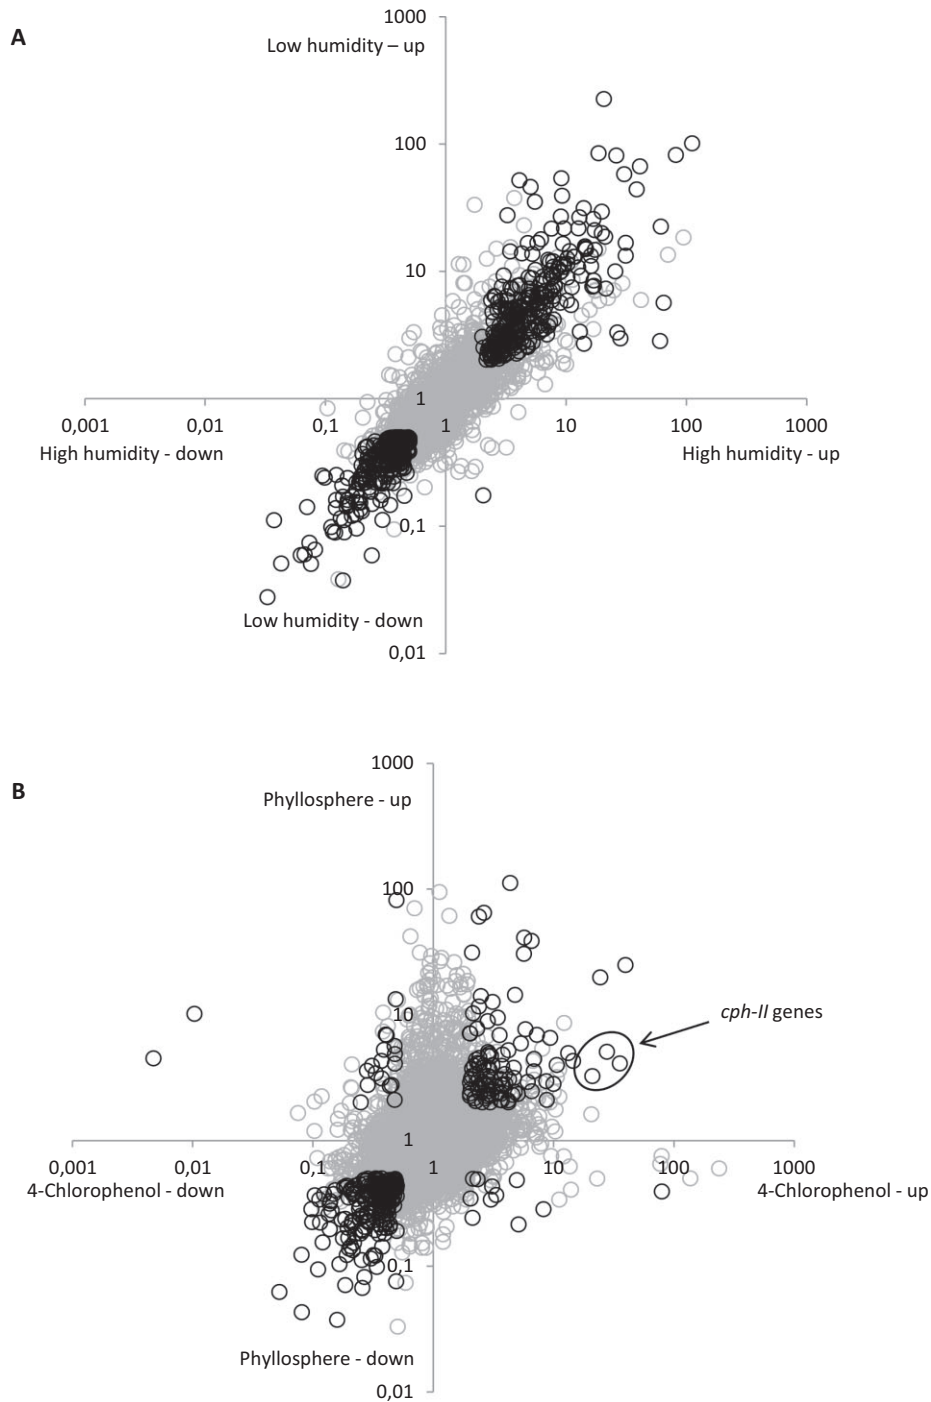 A
1000
Low humidity – up
100
10
1
0,001 0,01 0,1 1 10 100 1000
High humidity - down High humidity - up
0,1
Low humidity - down
0,01
B
1000
Phyllosphere - up
100
10
cph-II genes
1
0,001 0,01 0,1 1 10 100 1000
4-Chlorophenol - down 4-Chlorophenol - up
0,1
Phyllosphere - down
0,01